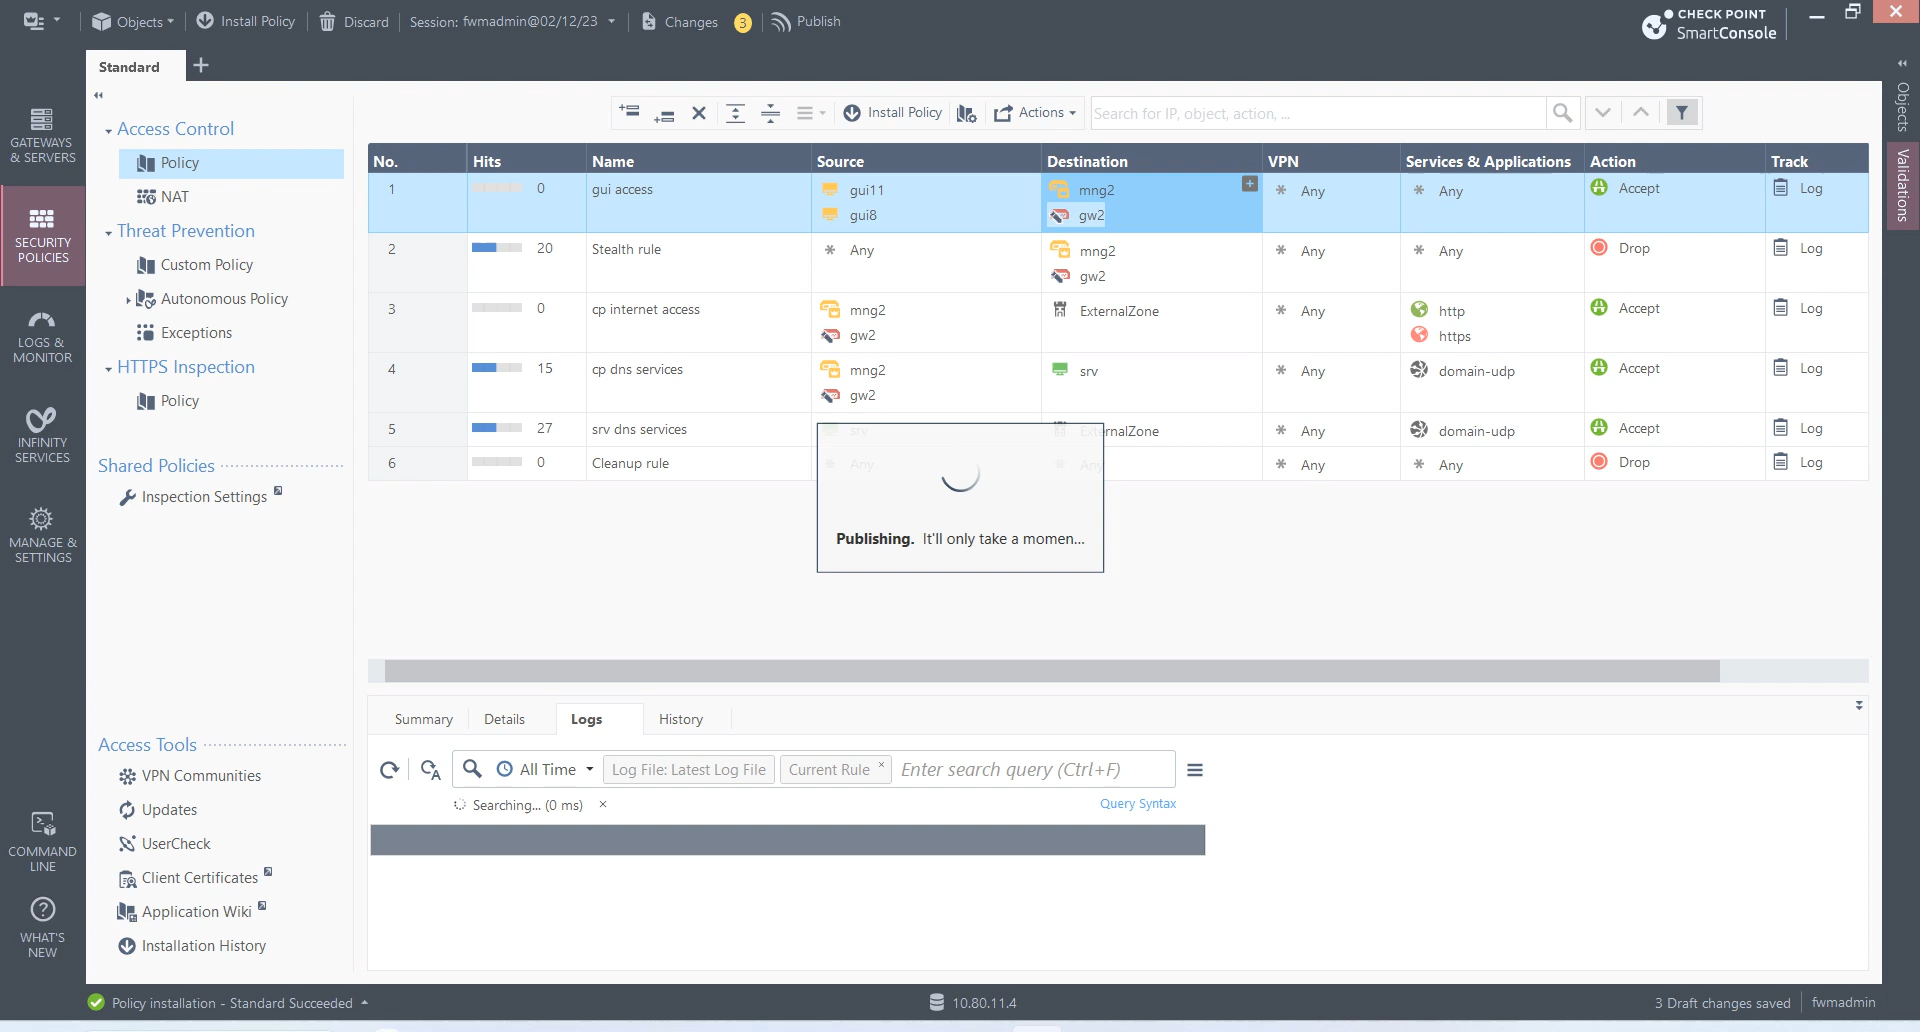 Objects
Install Policy
Discard
Session: fwmadmin@02/12/23
Changes
3
Publish
CHECK POINT
SmartConsole
Standard
GATEWAYS
& SERVERS
SECURITY
POLICIES
LOGS &
MONITOR
INFINITY
SERVICES
MANAGE &
SETTINGS
COMMAND
LINE
WHAT'S
NEW
Access Control
Policy
NAT
Threat Prevention
Custom Policy
Autonomous Policy
Exceptions
HTTPS Inspection
Policy
Shared Policies
Inspection Settings
Access Tools
VPN Communities
Updates
UserCheck
Client Certificates
Application Wiki
Installation History
Install Policy
Actions
Search for IP, object, action, ...
No. Hits Name Source Destination VPN Services & Applications Action Track
1 0 gui access gui11 mng2 Any Any Accept Log
gui8 gw2
2 20 Stealth rule Any mng2 Any Any Drop Log
gw2
3 0 cp internet access mng2 ExternalZone Any http Accept Log
gw2 https
4 15 cp dns services mng2 srv Any domain-udp Accept Log
gw2
5 27 srv dns services srv ExternalZone Any domain-udp Accept Log
6 0 Cleanup rule Any Any Any Any Drop Log
Publishing. It'll only take a momen...
Summary
Details
Logs
History
All Time
Log File: Latest Log File
Current Rule
Enter search query (Ctrl+F)
Searching... (0 ms)
Query Syntax
Objects
Validations
Policy installation - Standard Succeeded
10.80.11.4
3 Draft changes saved
fwmadmin